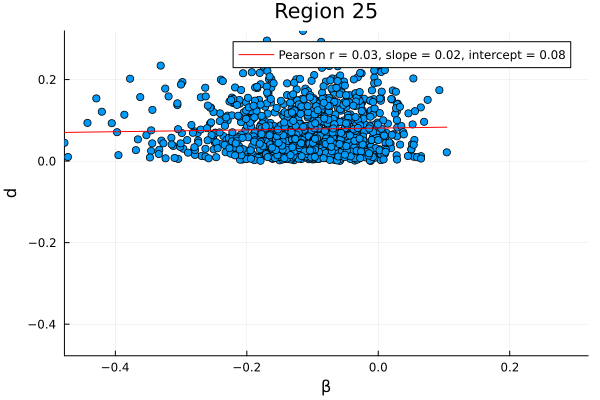 Region 25
Pearson r = 0.03, slope = 0.02, intercept = 0.08
0.2
0.0
−0.2
−0.4
d
−0.4
−0.2
0.0
0.2
β